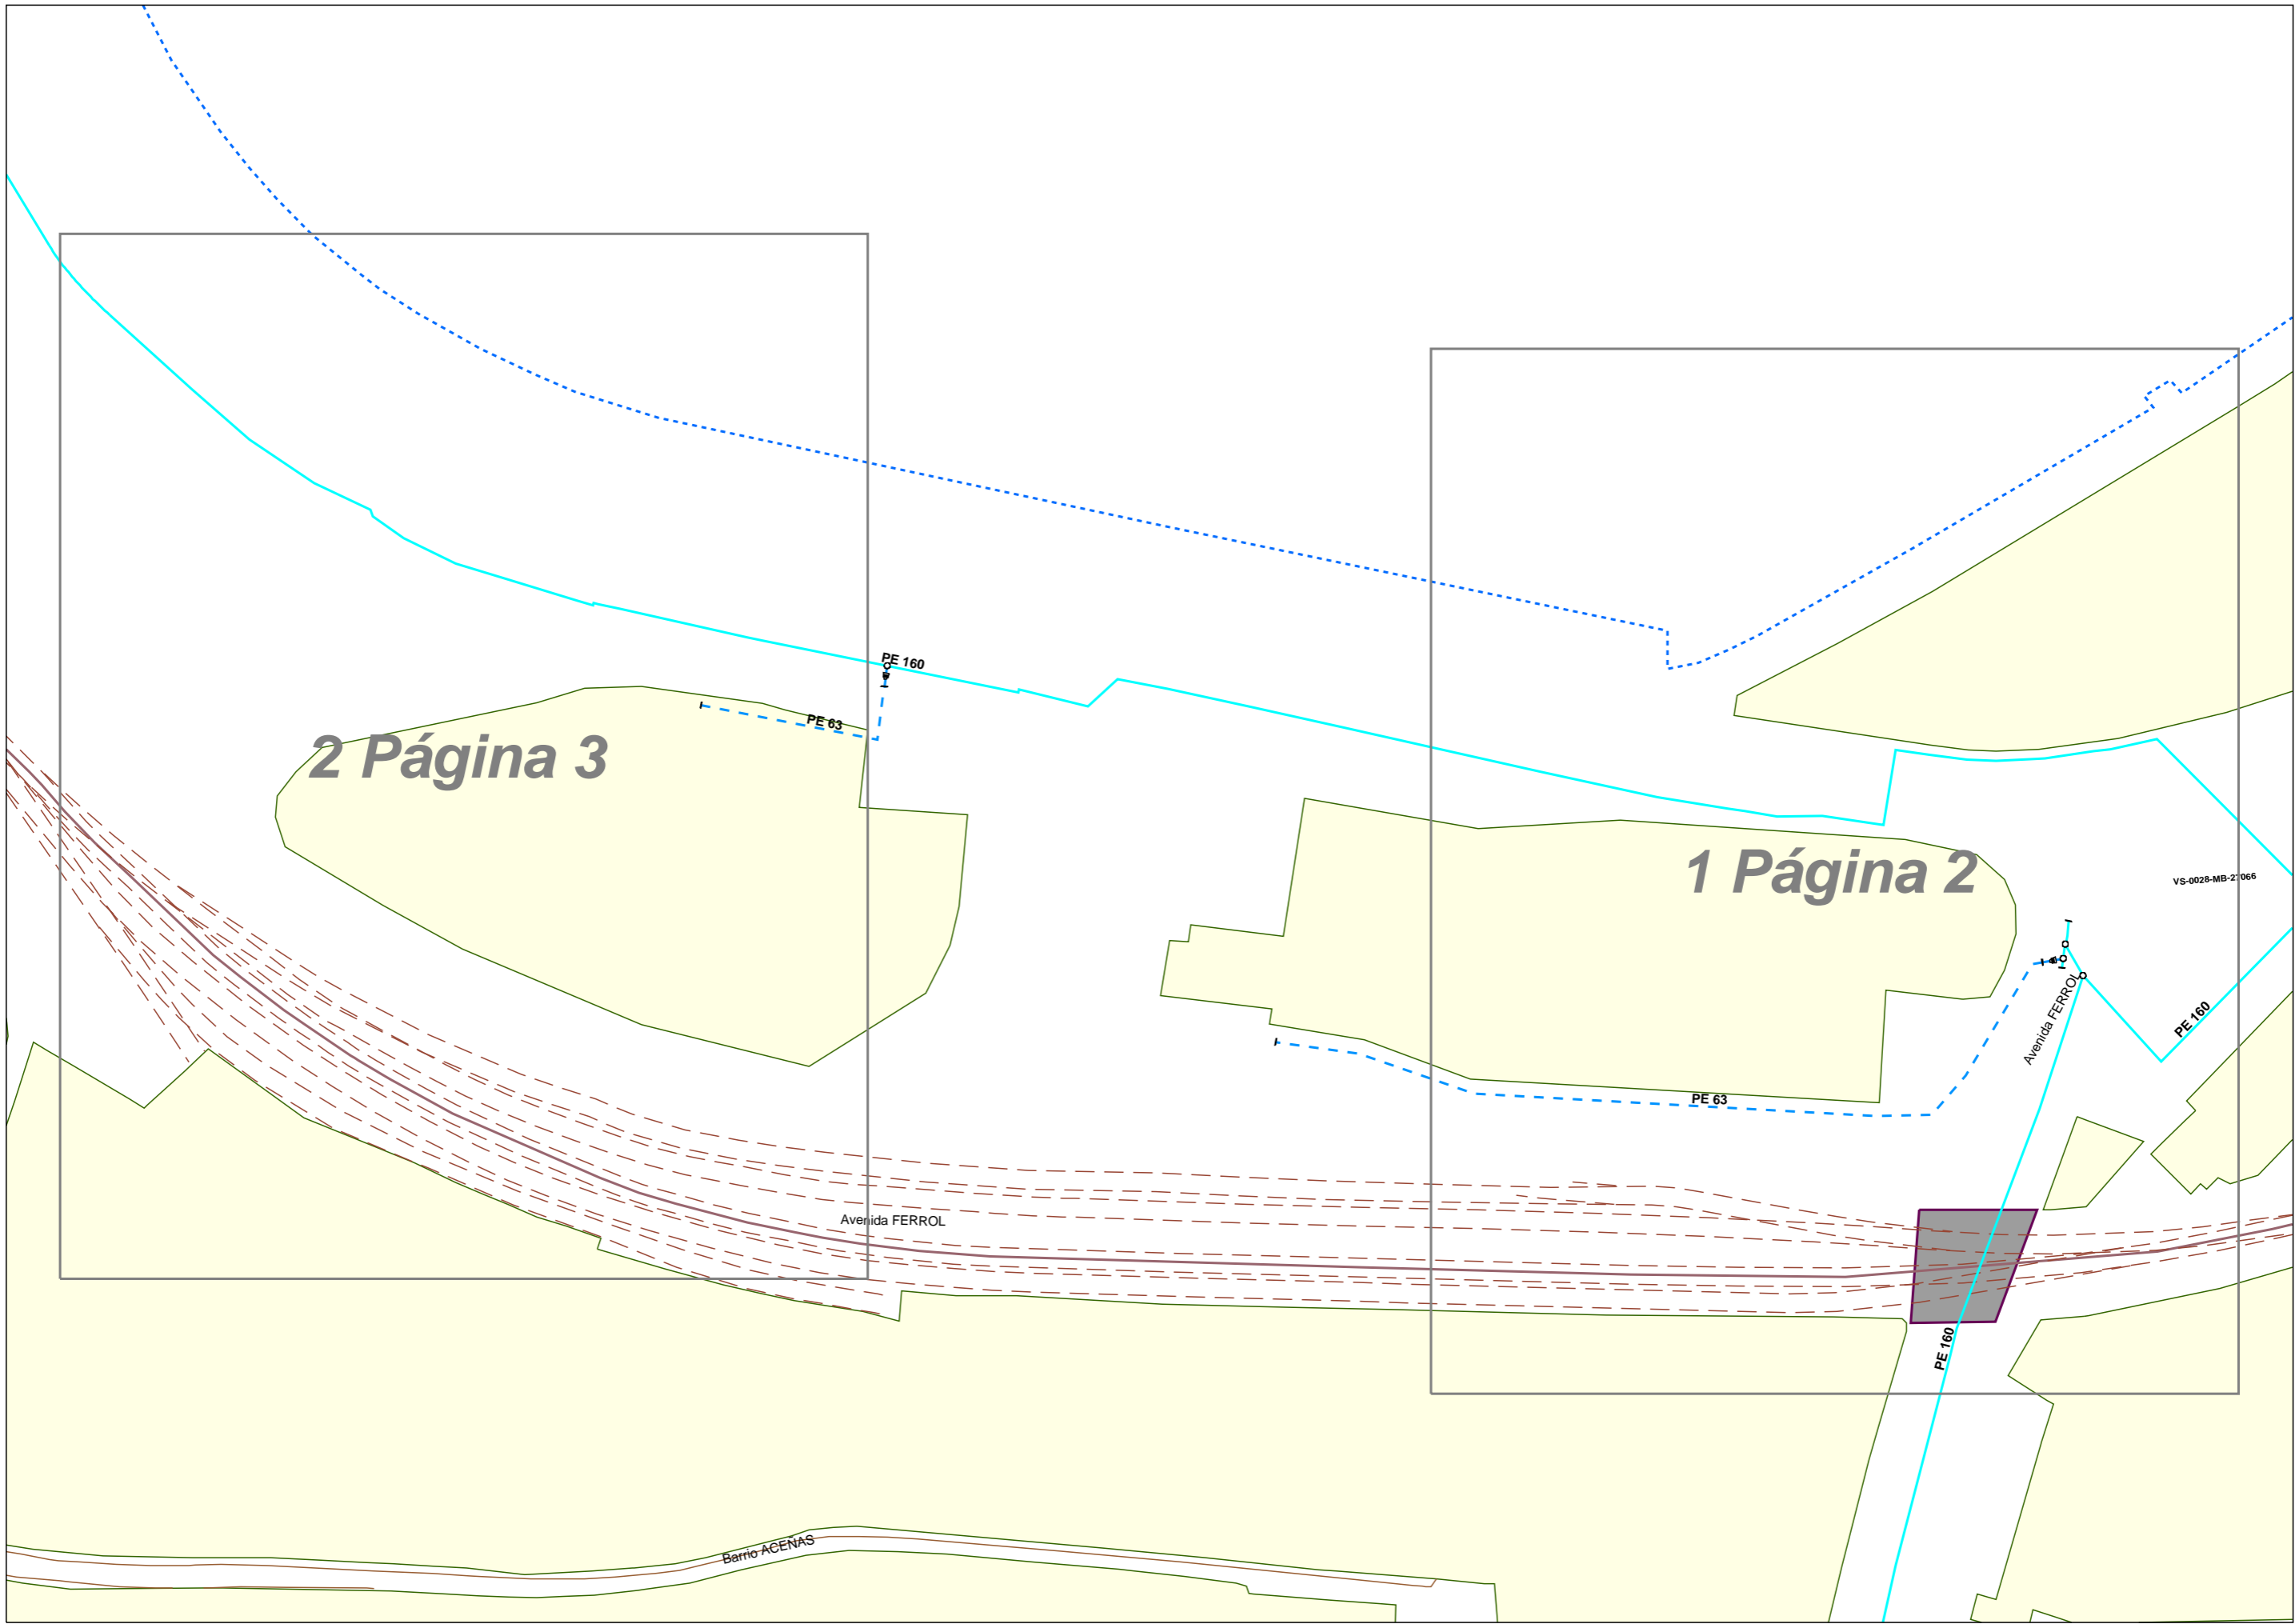 PE 160
PE 63
2 Página 3
1 Página 2
VS-0028-MB-27066
Avenida FERROL
PE 160
PE 63
Avenida FERROL
PE 160
Barrio ACEÑAS